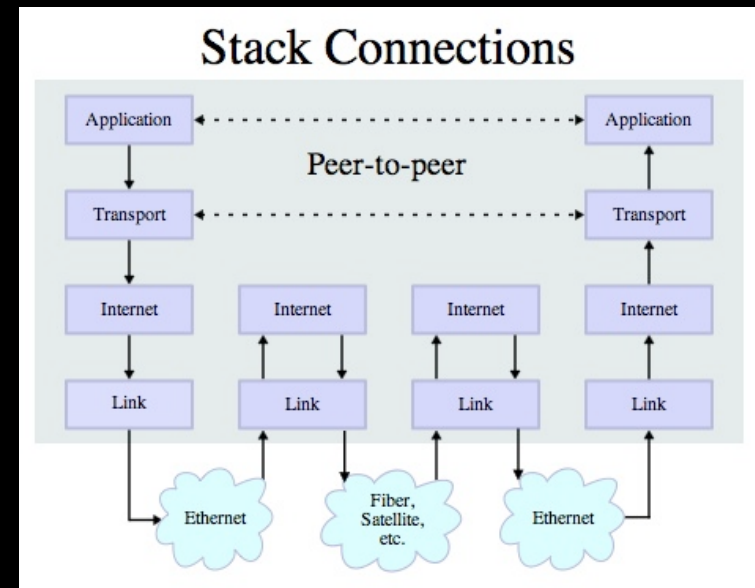 Stack Connections
Application
Application
Peer-to-peer
Transport
Transport
Internet
Internet
Internet
Internet
Link
Link
Link
Link
Ethernet
Fiber,
Satellite,
etc.
Ethernet